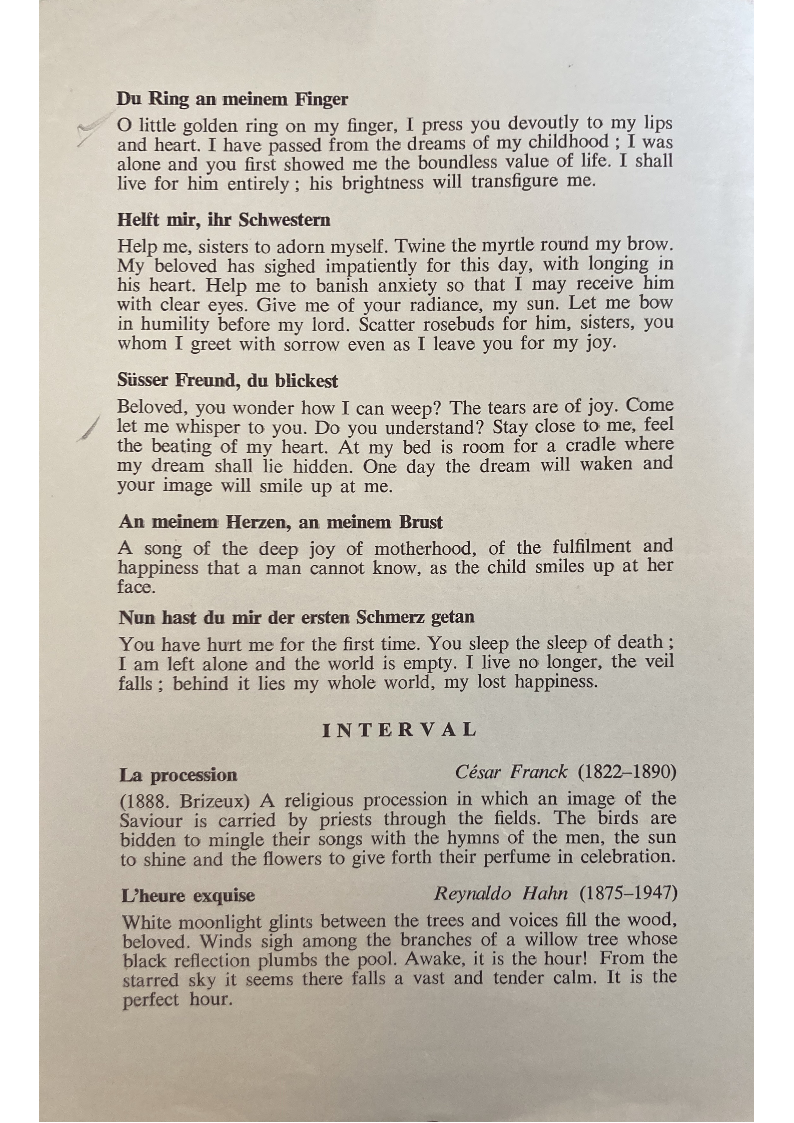 Du Ring an meinem Finger
O little golden ring on my finger, I press you devoutly to my lips
and heart. I have passed from the dreams of my childhood ; I was
alone and you first showed me the boundless value of life. I shall
live for him entirely ; his brightness will transfigure me.
Helft mir, ihr Schwestern
Help me, sisters to adorn myself. Twine the myrtle round my brow.
My beloved has sighed impatiently for this day, with longing in
his heart. Help me to banish anxiety so that I may receive him
with clear eyes. Give me of your radiance, my sun. Let me bow
in humility before my lord. Scatter rosebuds for him, sisters, you
whom I greet with sorrow even as I leave you for my joy.
Süsser Freund, du blickest
Beloved, you wonder how I can weep? The tears are of joy. Come
let me whisper to you. Do you understand? Stay close to me, feel
the beating of my heart. At my bed is room for a cradle where
my dream shall lie hidden. One day the dream will waken and
your image will smile up at me.
An meinem Herzen, an meinem Brust
A song of the deep joy of motherhood, of the fulfilment and
happiness that a man cannot know, as the child smiles up at her
face.
Nun hast du mir der ersten Schmerz getan
You have hurt me for the first time. You sleep the sleep of death ;
I am left alone and the world is empty. I live no longer, the veil
falls ; behind it lies my whole world, my lost happiness.
INTERVAL
La procession César Franck (1822–1890)
(1888. Brizeux) A religious procession in which an image of the
Saviour is carried by priests through the fields. The birds are
bidden to mingle their songs with the hymns of the men, the sun
to shine and the flowers to give forth their perfume in celebration.
L'heure exquise Reynaldo Hahn (1875–1947)
White moonlight glints between the trees and voices fill the wood,
beloved. Winds sigh among the branches of a willow tree whose
black reflection plumbs the pool. Awake, it is the hour! From the
starred sky it seems there falls a vast and tender calm. It is the
perfect hour.